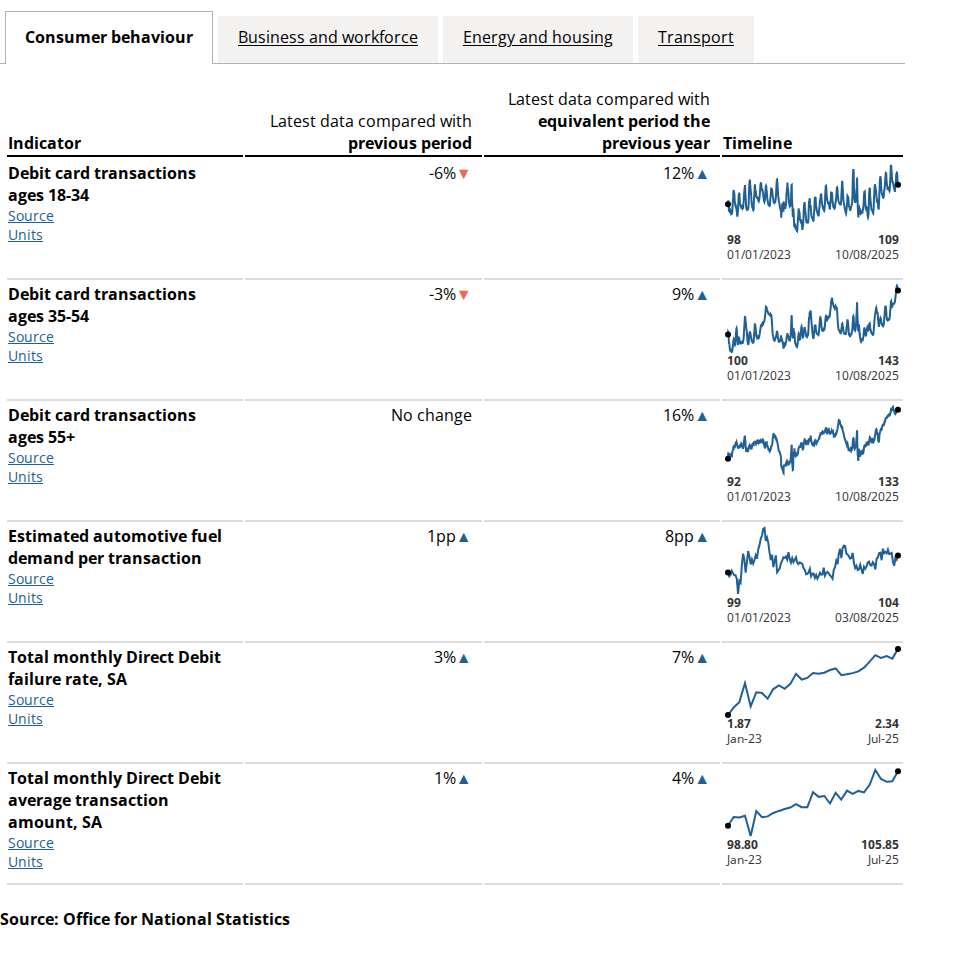 Consumer behaviour
Business and workforce
Energy and housing
Transport
Indicator
Latest data compared with
previous period
Latest data compared with
equivalent period the
previous year
Timeline
Debit card transactions
ages 18-34
Source
Units
-6%▼
12%▲
98
109
01/01/2023
10/08/2025
Debit card transactions
ages 35-54
Source
Units
-3%▼
9%▲
100
143
01/01/2023
10/08/2025
Debit card transactions
ages 55+
Source
Units
No change
16%▲
92
133
01/01/2023
10/08/2025
Estimated automotive fuel
demand per transaction
Source
Units
1pp▲
8pp▲
99
104
01/01/2023
03/08/2025
Total monthly Direct Debit
failure rate, SA
Source
Units
3%▲
7%▲
1.87
2.34
Jan-23
Jul-25
Total monthly Direct Debit
average transaction
amount, SA
Source
Units
1%▲
4%▲
98.80
105.85
Jan-23
Jul-25
Source: Office for National Statistics